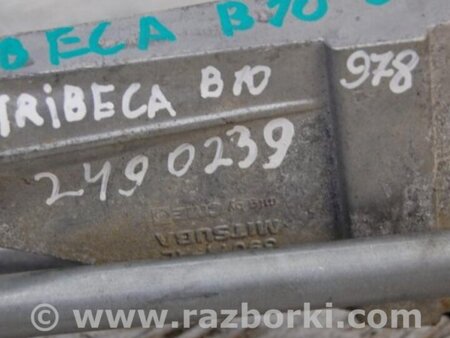 BECA B10
TRiBECA B10 978
2490239
MITSUBA
www.razborki.com